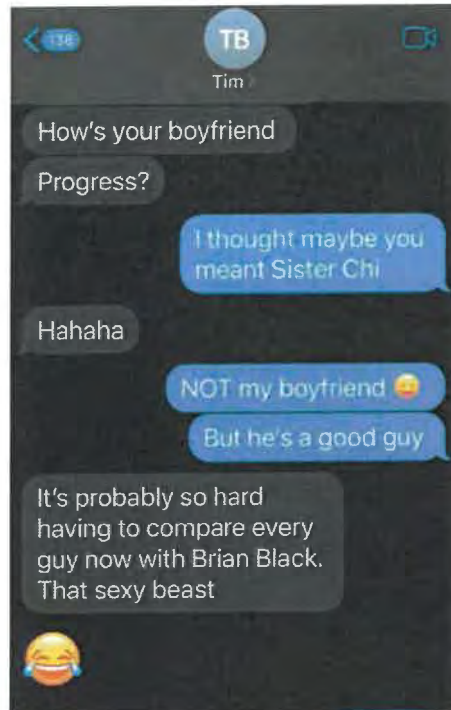 138
TB
Tim
How's your boyfriend
Progress?
I thought maybe you
meant Sister Chi
Hahaha
NOT my boyfriend 😅
But he's a good guy
It's probably so hard
having to compare every
guy now with Brian Black.
That sexy beast
😂